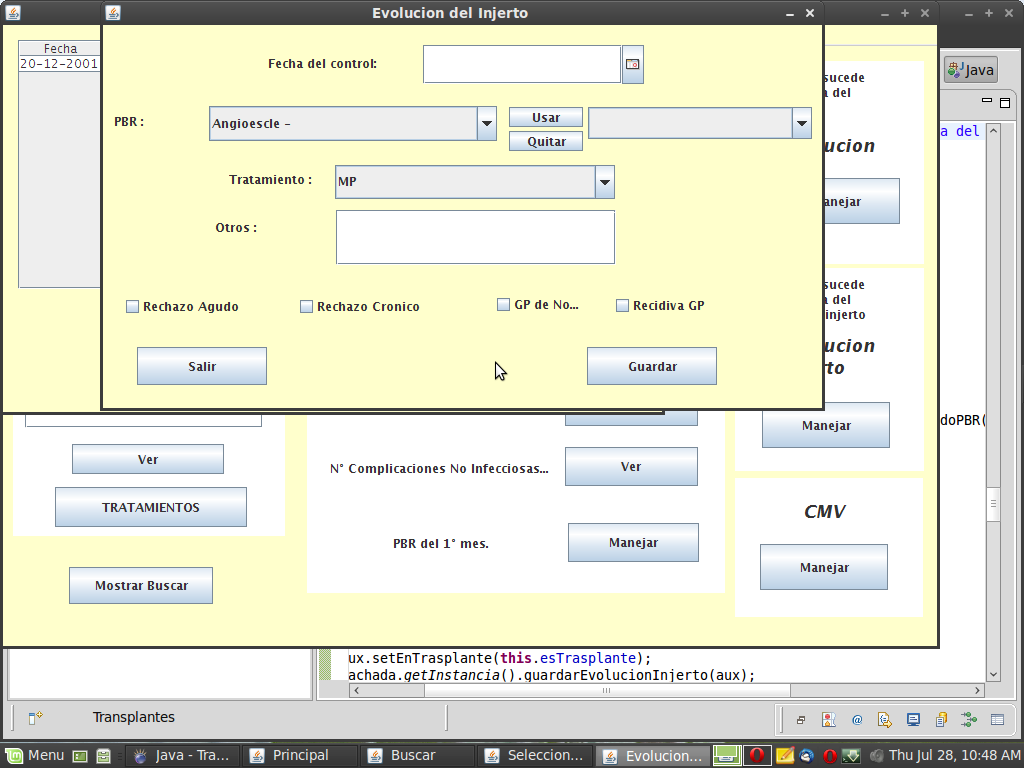 Evolucion del Injerto
Fecha
20-12-2001
Fecha del control:
PBR :
Angioescle -
Usar
Quitar
Tratamiento :
MP
Otros :
Rechazo Agudo
Rechazo Cronico
GP de No...
Recidiva GP
Salir
Guardar
sucede
a del
ucion
anejar
sucede
a del
injerto
ucion
rto
Manejar
Java
a del
doPBR(
Ver
TRATAMIENTOS
Mostrar Buscar
N° Complicaciones No Infecciosas...
Ver
PBR del 1° mes.
Manejar
CMV
Manejar
ux.setEnTrasplante(this.esTrasplante);
achada.getInstancia().guardarEvolucionInjerto(aux);
Transplantes
Menu
Java - Tra...
Principal
Buscar
Seleccion...
Evolucion...
Thu Jul 28, 10:48 AM